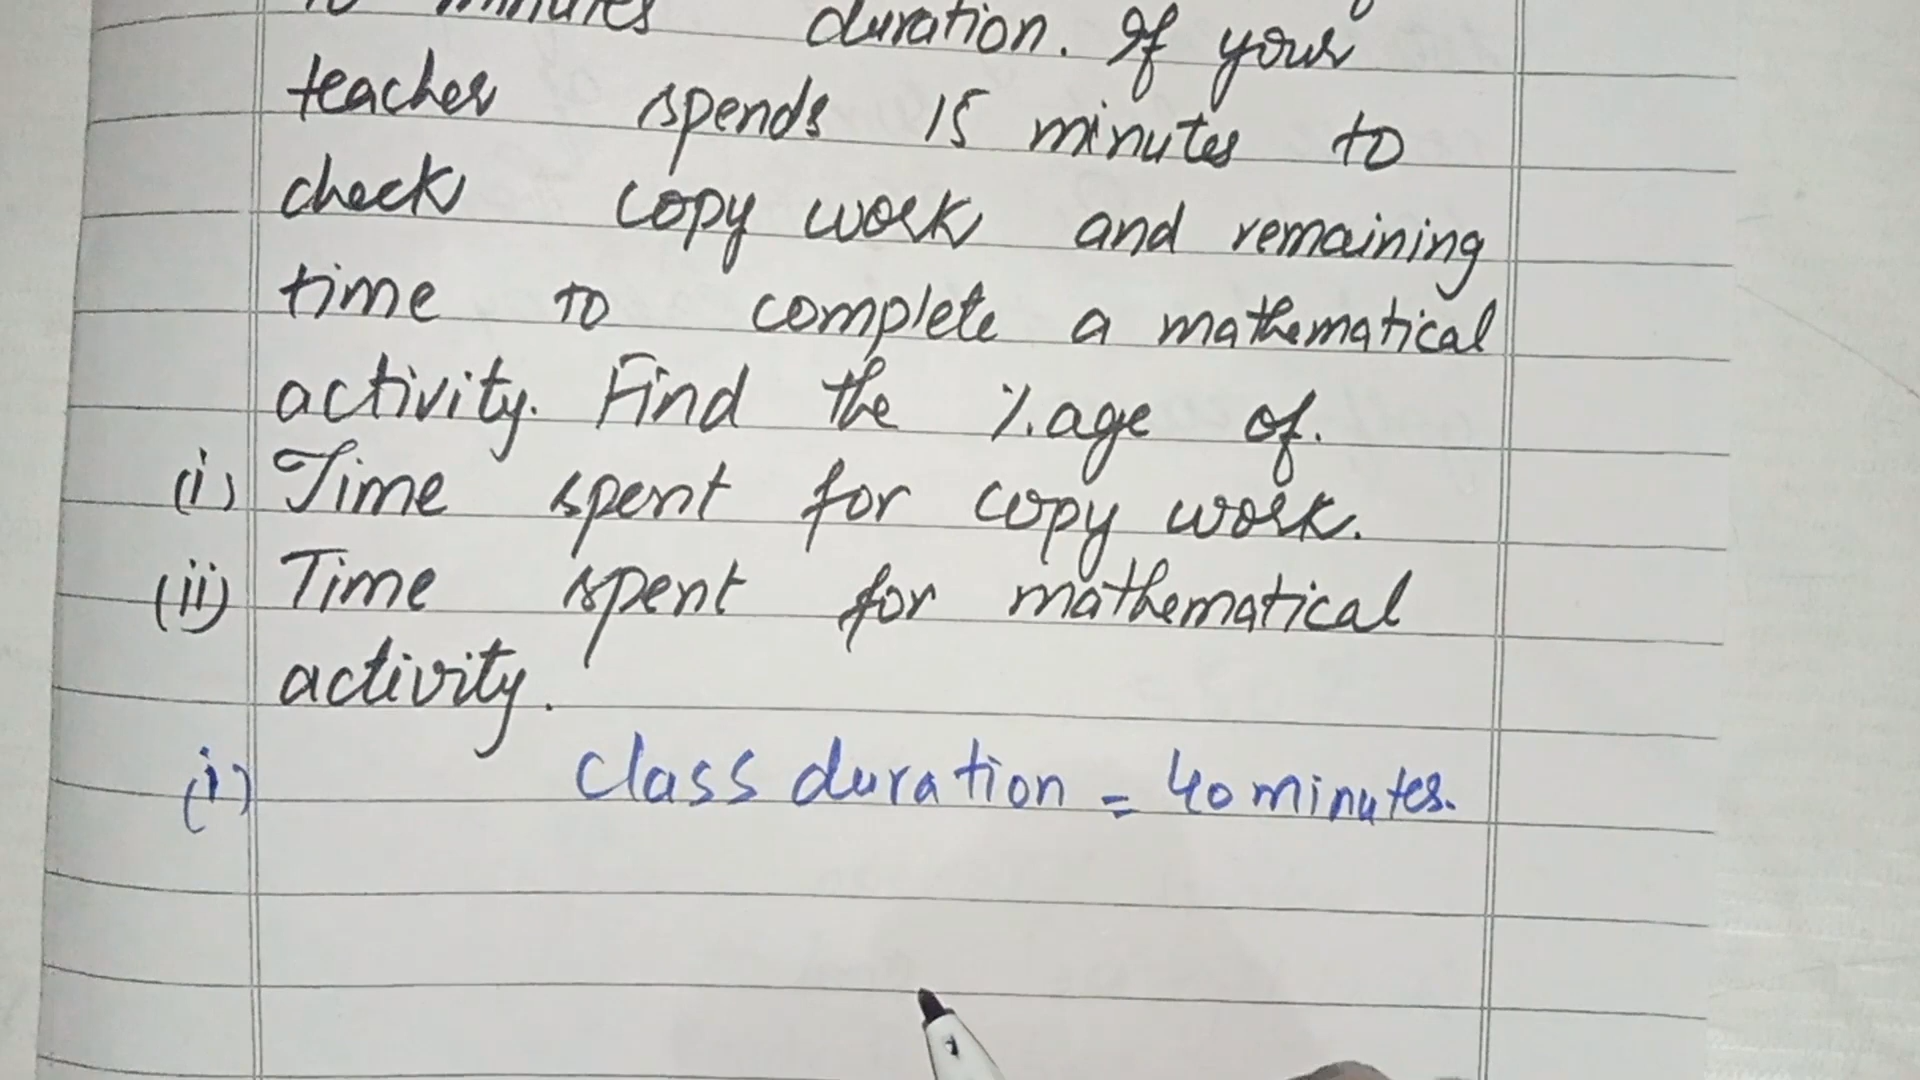 minutes duration. If your
teacher spends 15 minutes to
check copy work and remaining
time to complete a mathematical
activity. Find the %age of.
(i) Time spent for copy work.
(ii) Time spent for mathematical
activity.
(i) Class duration = 40 minutes.